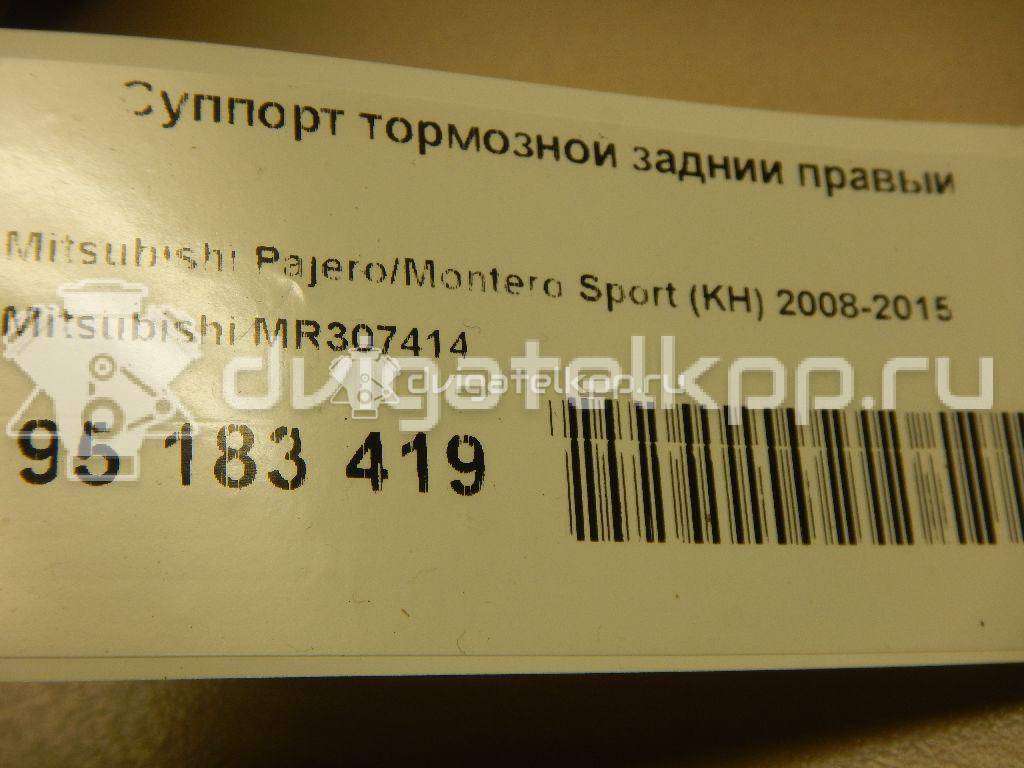 Суппорт тормозной задний правый
Mitsubishi Pajero/Montero Sport (KH) 2008-2015
Mitsubishi MR307414
dvigatelkpp.ru
dvigatelkpp.ru
95 183 419